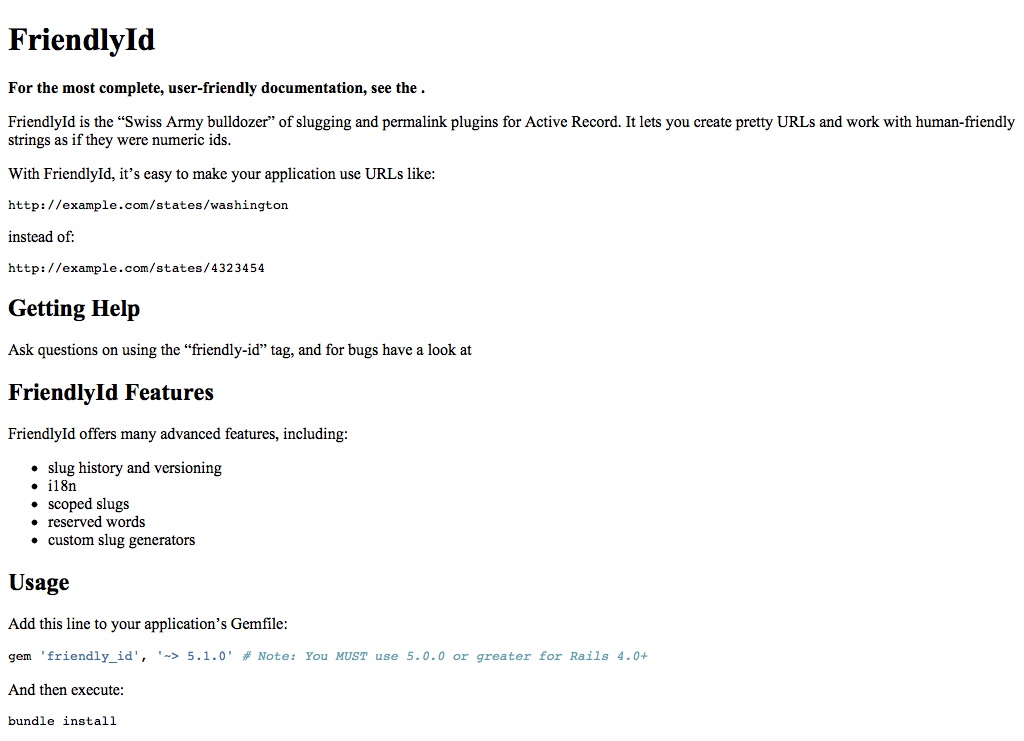 FriendlyId
For the most complete, user-friendly documentation, see the .
FriendlyId is the “Swiss Army bulldozer” of slugging and permalink plugins for Active Record. It lets you create pretty URLs and work with human-friendly
strings as if they were numeric ids.
With FriendlyId, it’s easy to make your application use URLs like:
http://example.com/states/washington
instead of:
http://example.com/states/4323454
Getting Help
Ask questions on using the “friendly-id” tag, and for bugs have a look at
FriendlyId Features
FriendlyId offers many advanced features, including:
• slug history and versioning
• i18n
• scoped slugs
• reserved words
• custom slug generators
Usage
Add this line to your application’s Gemfile:
gem 'friendly_id', '~> 5.1.0' # Note: You MUST use 5.0.0 or greater for Rails 4.0+
And then execute:
bundle install